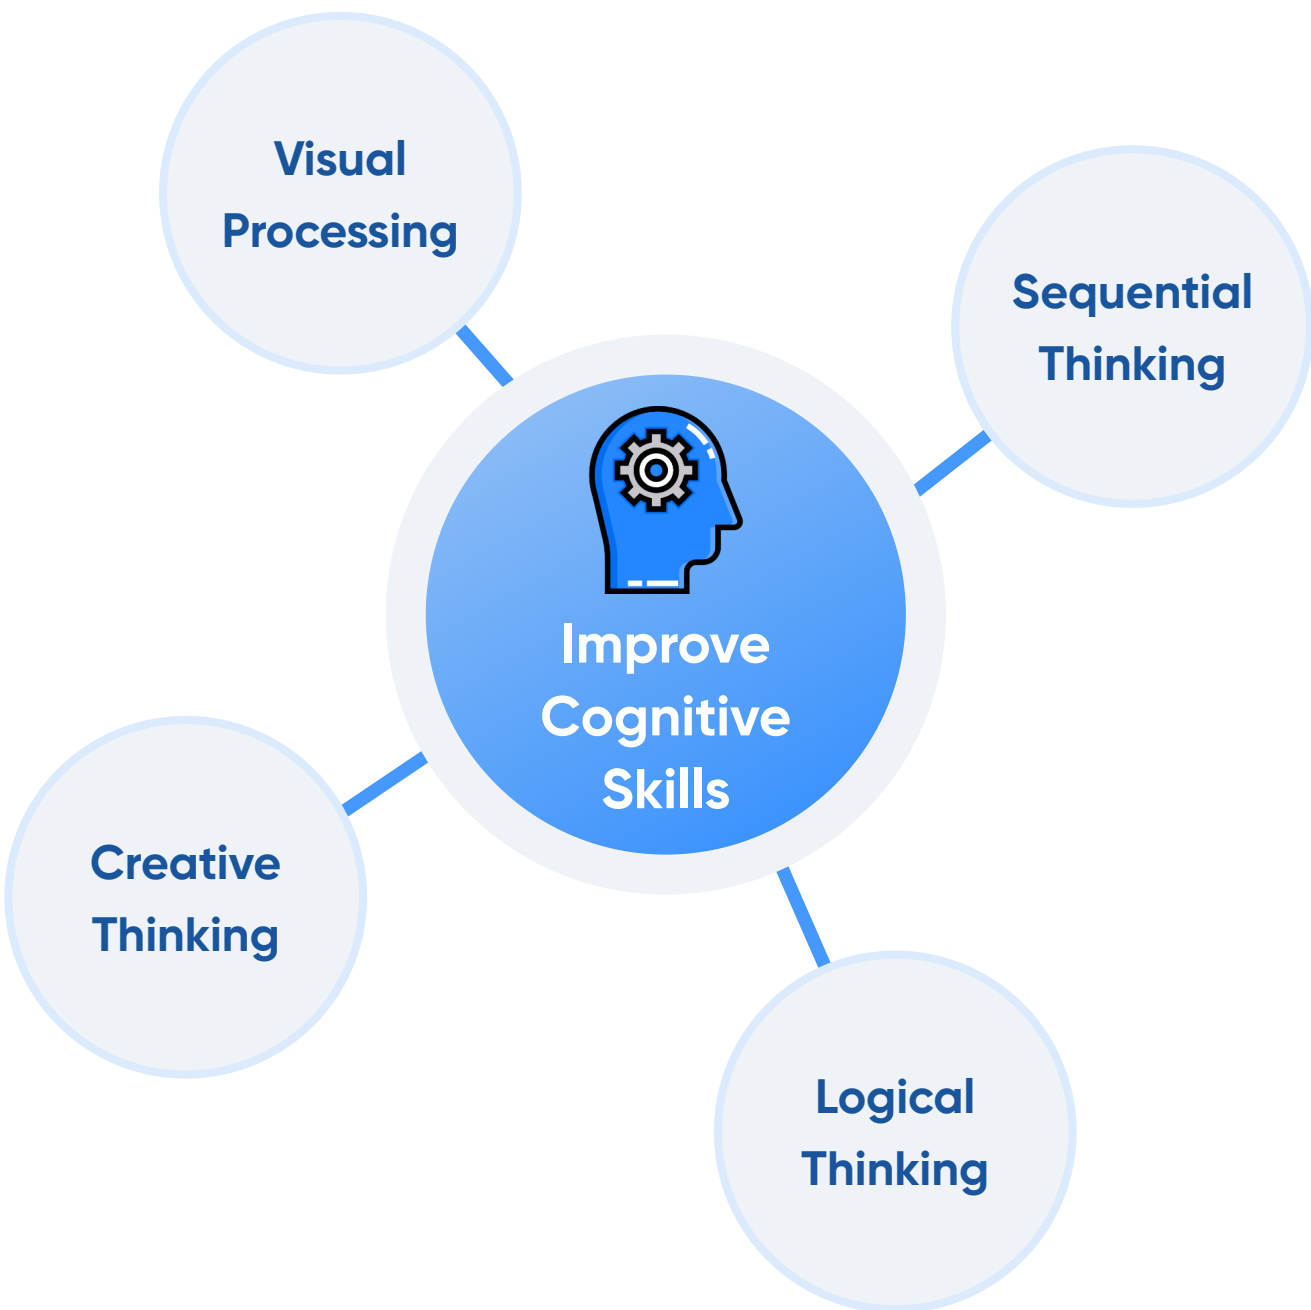 Visual
Processing
Sequential
Thinking
Improve
Cognitive
Skills
Creative
Thinking
Logical
Thinking